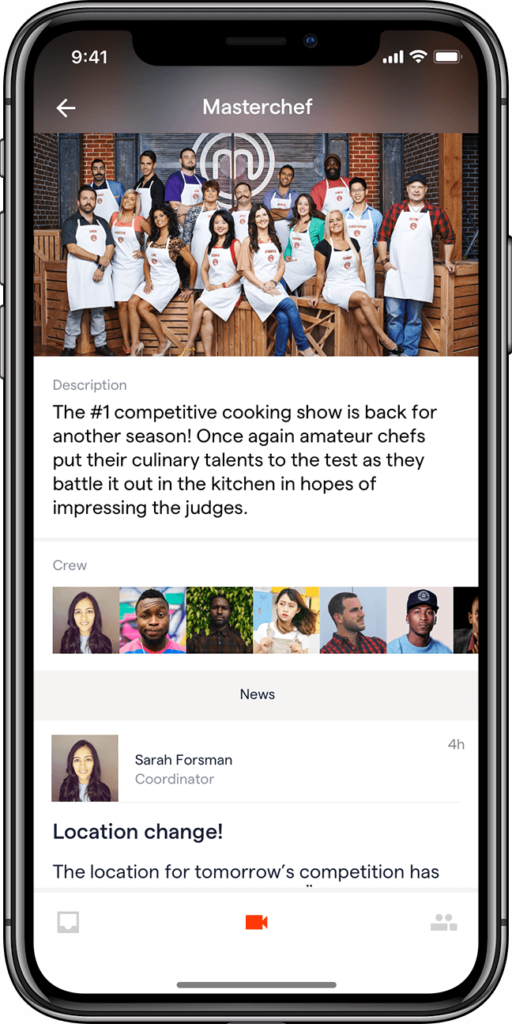 9:41
Masterchef
Description
The #1 competitive cooking show is back for
another season! Once again amateur chefs
put their culinary talents to the test as they
battle it out in the kitchen in hopes of
impressing the judges.
Crew
News
Sarah Forsman
4h
Coordinator
Location change!
The location for tomorrow’s competition has